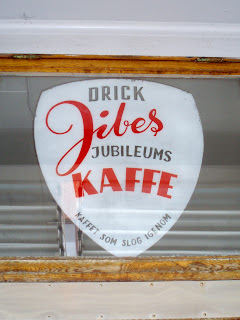 DRICK
Jibes
JUBILEUMS
KAFFE
KAFFET SOM SLOG IGENOM